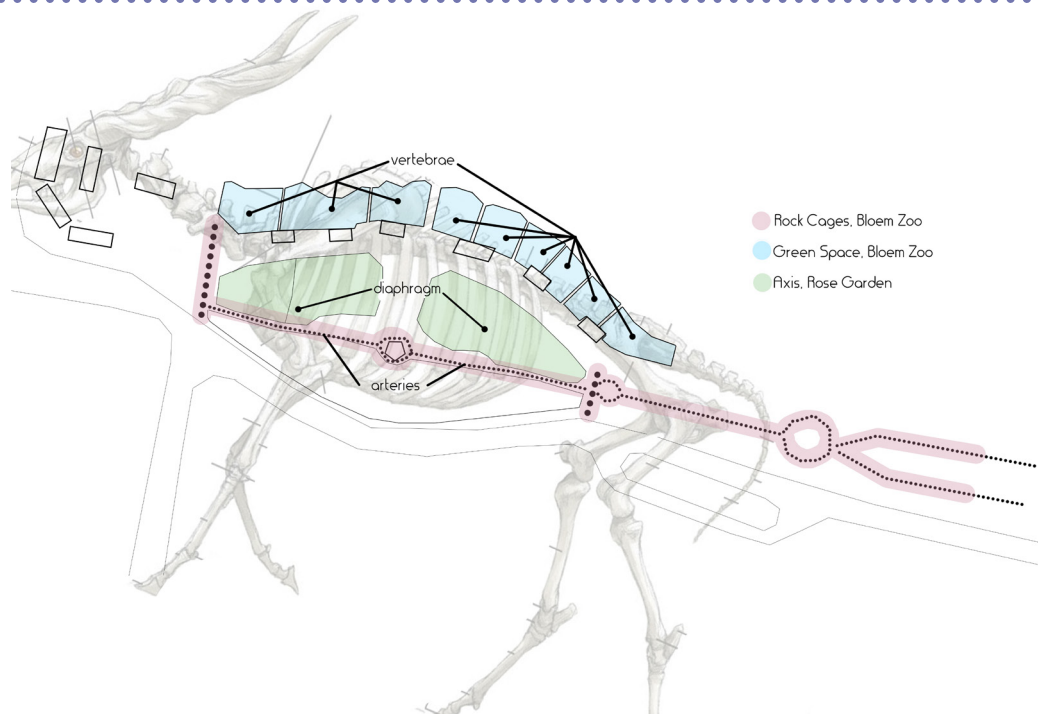 vertebrae
Rock Cages, Bloem Zoo
Green Space, Bloem Zoo
Axis, Rose Garden
diaphragm
arteries